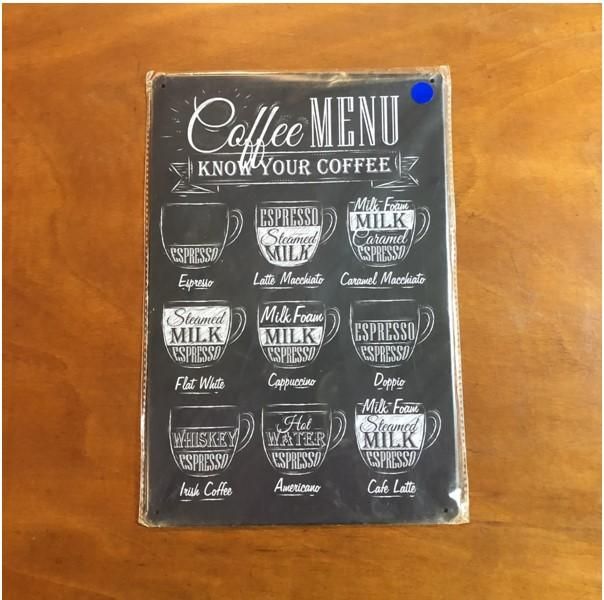 Coffee MENU
KNOW YOUR COFFEE
ESPRESSO
Espresso
ESPRESSO
Steamed
MILK
Latte Macchiato
Milk Foam
MILK
Caramel
ESPRESSO
Caramel Macchiato
Steamed
MILK
ESPRESSO
Flat White
Milk Foam
MILK
ESPRESSO
Cappuccino
ESPRESSO
ESPRESSO
Doppio
WHISKEY
ESPRESSO
Irish Coffee
Hot
WATER
ESPRESSO
Americano
Milk Foam
Steamed
MILK
ESPRESSO
Cafe Latte